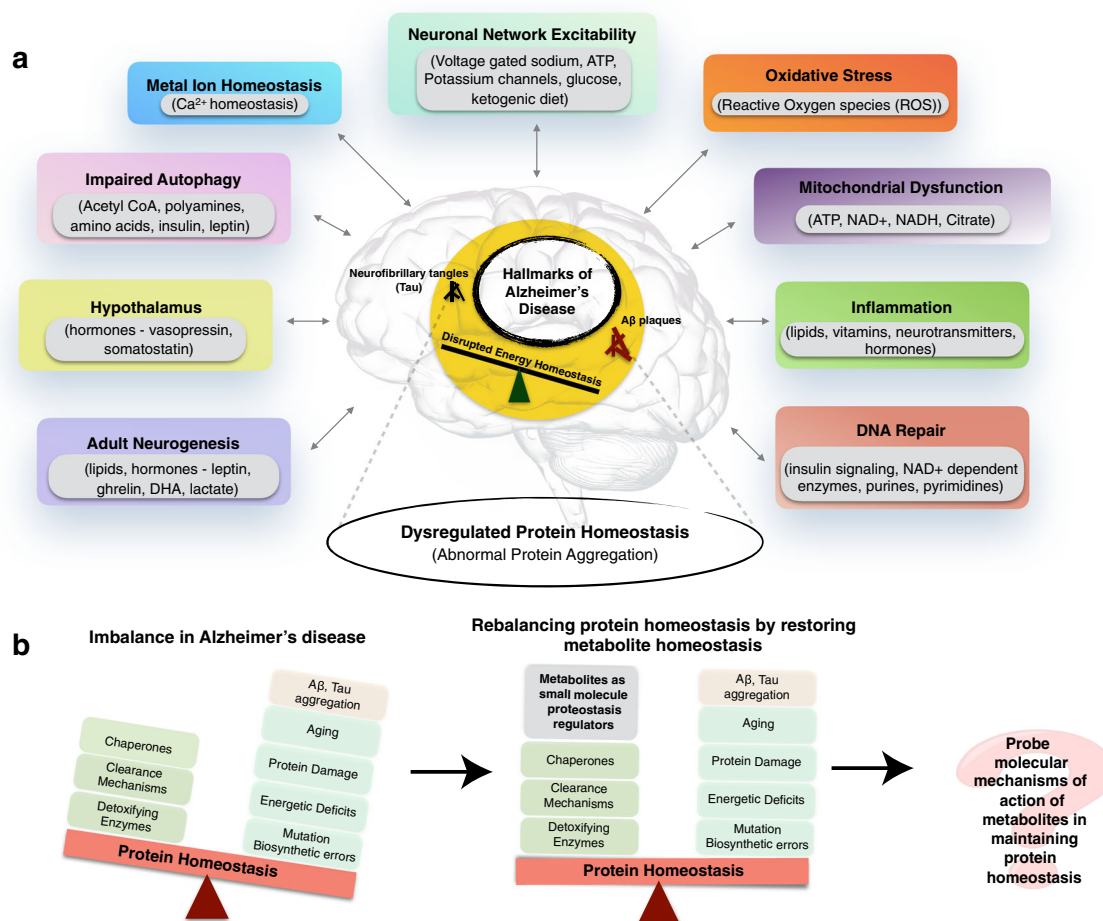 a
Neuronal Network Excitability
(Voltage gated sodium, ATP,
Potassium channels, glucose,
ketogenic diet)
Metal Ion Homeostasis
(Ca²⁺ homeostasis)
Oxidative Stress
(Reactive Oxygen species (ROS))
Impaired Autophagy
(Acetyl CoA, polyamines,
amino acids, insulin, leptin)
Mitochondrial Dysfunction
(ATP, NAD+, NADH, Citrate)
Hypothalamus
(hormones - vasopressin,
somatostatin)
Inflammation
(lipids, vitamins, neurotransmitters,
hormones)
Adult Neurogenesis
(lipids, hormones - leptin,
ghrelin, DHA, lactate)
DNA Repair
(insulin signaling, NAD+ dependent
enzymes, purines, pyrimidines)
Neurofibrillary tangles
(Tau)
Hallmarks of
Alzheimer's
Disease
Aβ plaques
Disrupted Energy Homeostasis
Dysregulated Protein Homeostasis
(Abnormal Protein Aggregation)
b
Imbalance in Alzheimer's disease
Chaperones
Clearance
Mechanisms
Detoxifying
Enzymes
Aβ, Tau
aggregation
Aging
Protein Damage
Energetic Deficits
Mutation
Biosynthetic errors
Protein Homeostasis
Rebalancing protein homeostasis by restoring
metabolite homeostasis
Metabolites as
small molecule
proteostasis
regulators
Chaperones
Clearance
Mechanisms
Detoxifying
Enzymes
Aβ, Tau
aggregation
Aging
Protein Damage
Energetic Deficits
Mutation
Biosynthetic errors
Protein Homeostasis
Probe
molecular
mechanisms of
action of
metabolites in
maintaining
protein
homeostasis